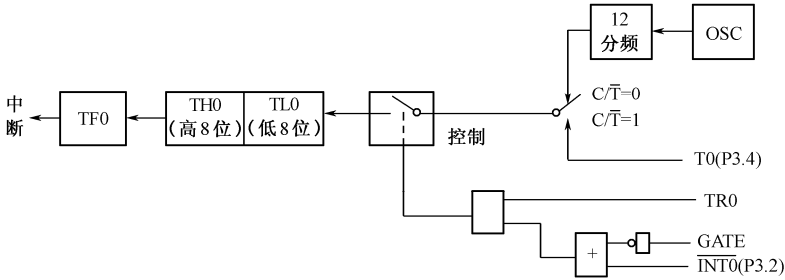 12
分频
OSC
C/T̅=0
C/T̅=1
中断
TF0
TH0
(高8位)
TL0
(低8位)
控制
T0(P3.4)
TR0
GATE
+
I̅N̅T̅0̅(P3.2)